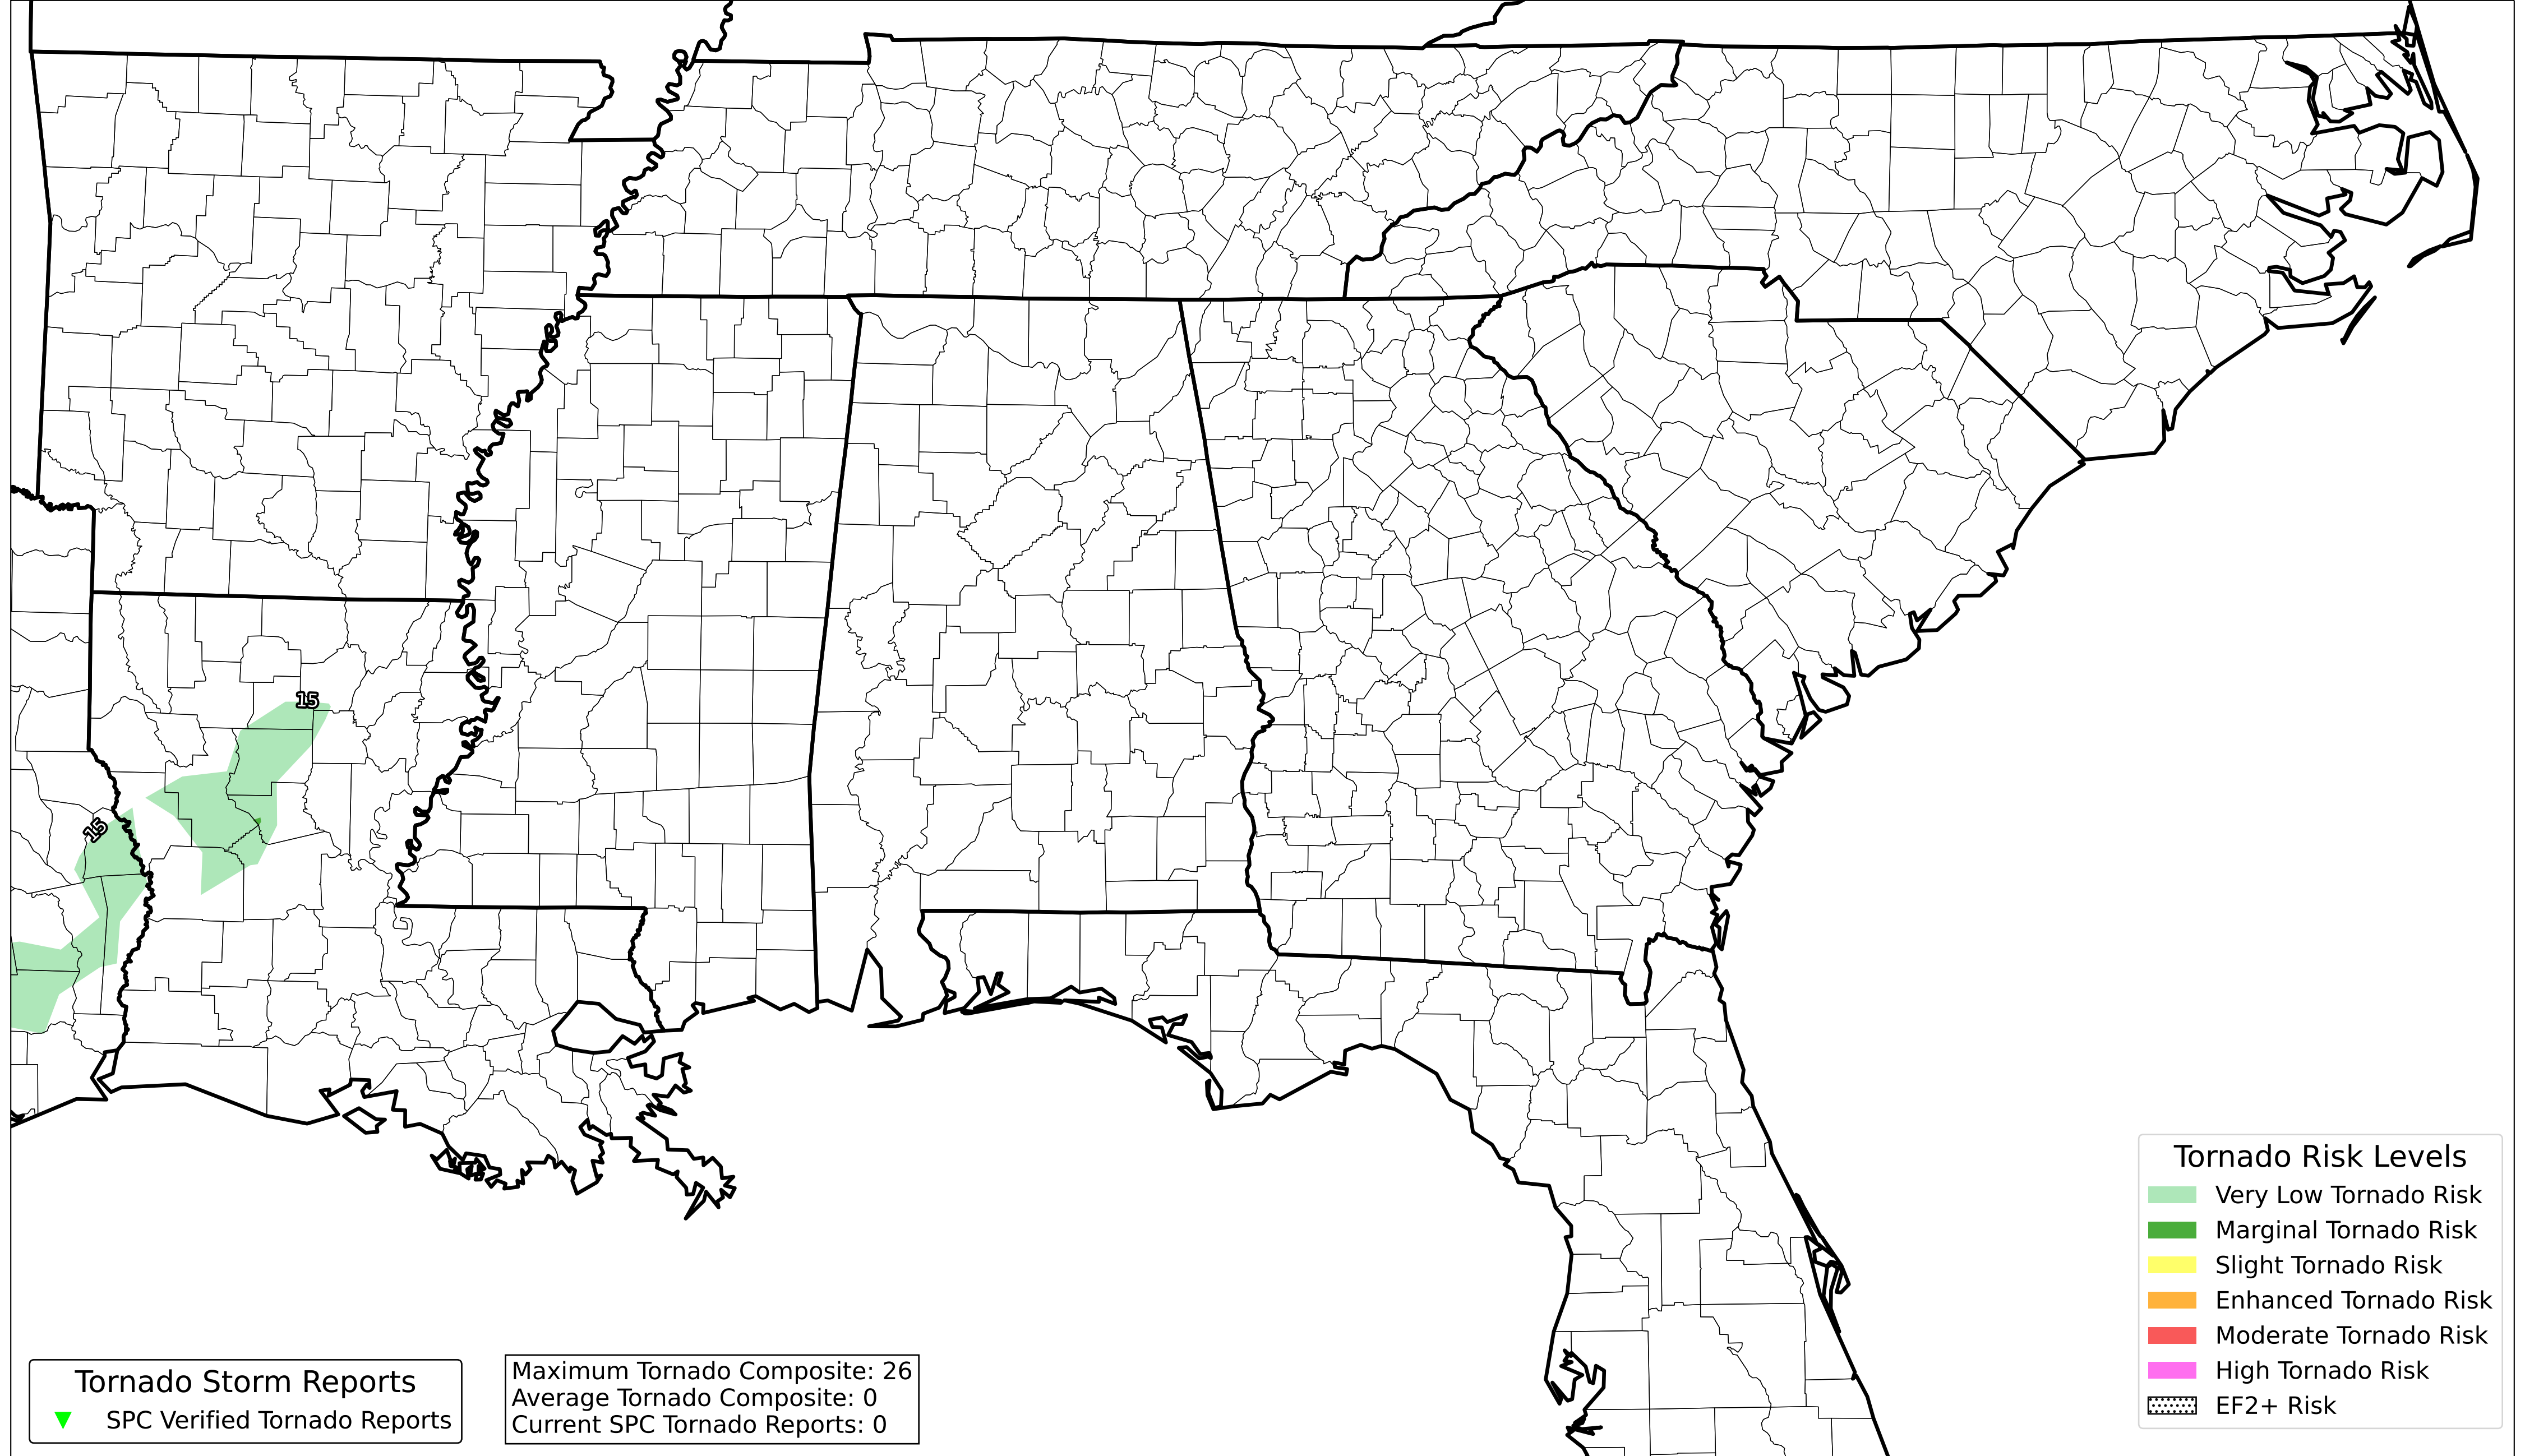 15
15
Tornado Risk Levels
Very Low Tornado Risk
Marginal Tornado Risk
Slight Tornado Risk
Enhanced Tornado Risk
Moderate Tornado Risk
High Tornado Risk
EF2+ Risk
Tornado Storm Reports
SPC Verified Tornado Reports
Maximum Tornado Composite: 26
Average Tornado Composite: 0
Current SPC Tornado Reports: 0